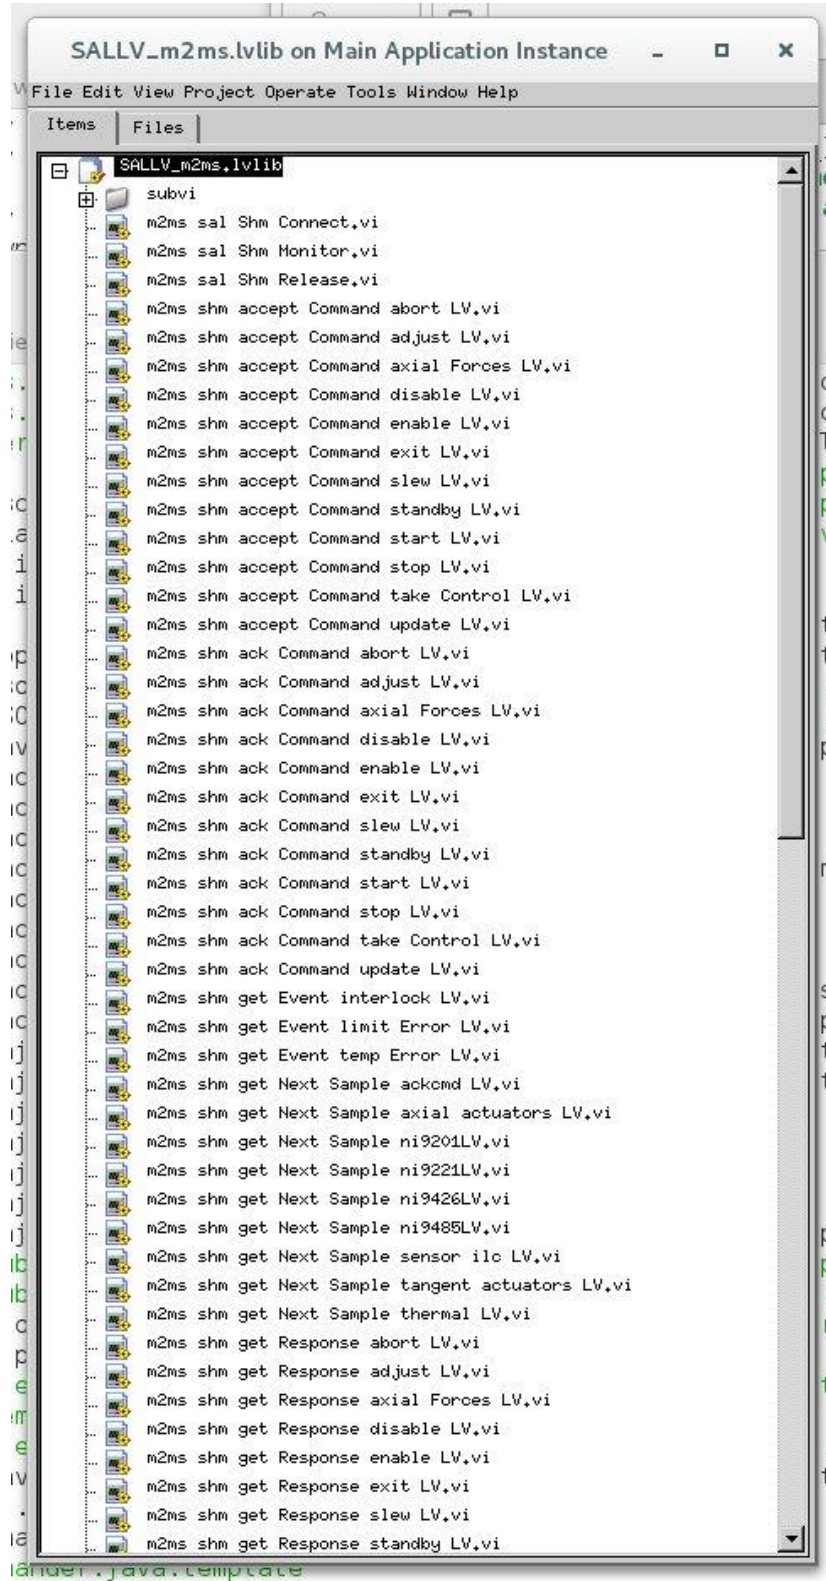 SALLV_m2ms.lvlib on Main Application Instance
File Edit View Project Operate Tools Window Help
Items Files
SALLV_m2ms.lvlib
subvi
m2ms sal Shm Connect.vi
m2ms sal Shm Monitor.vi
m2ms sal Shm Release.vi
m2ms shm accept Command abort LV.vi
m2ms shm accept Command adjust LV.vi
m2ms shm accept Command axial Forces LV.vi
m2ms shm accept Command disable LV.vi
m2ms shm accept Command enable LV.vi
m2ms shm accept Command exit LV.vi
m2ms shm accept Command slew LV.vi
m2ms shm accept Command standby LV.vi
m2ms shm accept Command start LV.vi
m2ms shm accept Command stop LV.vi
m2ms shm accept Command take Control LV.vi
m2ms shm accept Command update LV.vi
m2ms shm ack Command abort LV.vi
m2ms shm ack Command adjust LV.vi
m2ms shm ack Command axial Forces LV.vi
m2ms shm ack Command disable LV.vi
m2ms shm ack Command enable LV.vi
m2ms shm ack Command exit LV.vi
m2ms shm ack Command slew LV.vi
m2ms shm ack Command standby LV.vi
m2ms shm ack Command start LV.vi
m2ms shm ack Command stop LV.vi
m2ms shm ack Command take Control LV.vi
m2ms shm ack Command update LV.vi
m2ms shm get Event interlock LV.vi
m2ms shm get Event limit Error LV.vi
m2ms shm get Event temp Error LV.vi
m2ms shm get Next Sample ackcmd LV.vi
m2ms shm get Next Sample axial actuators LV.vi
m2ms shm get Next Sample ni9201LV.vi
m2ms shm get Next Sample ni9221LV.vi
m2ms shm get Next Sample ni9426LV.vi
m2ms shm get Next Sample ni9485LV.vi
m2ms shm get Next Sample sensor ilc LV.vi
m2ms shm get Next Sample tangent actuators LV.vi
m2ms shm get Next Sample thermal LV.vi
m2ms shm get Response abort LV.vi
m2ms shm get Response adjust LV.vi
m2ms shm get Response axial Forces LV.vi
m2ms shm get Response disable LV.vi
m2ms shm get Response enable LV.vi
m2ms shm get Response exit LV.vi
m2ms shm get Response slew LV.vi
m2ms shm get Response standby LV.vi
mander.java.template